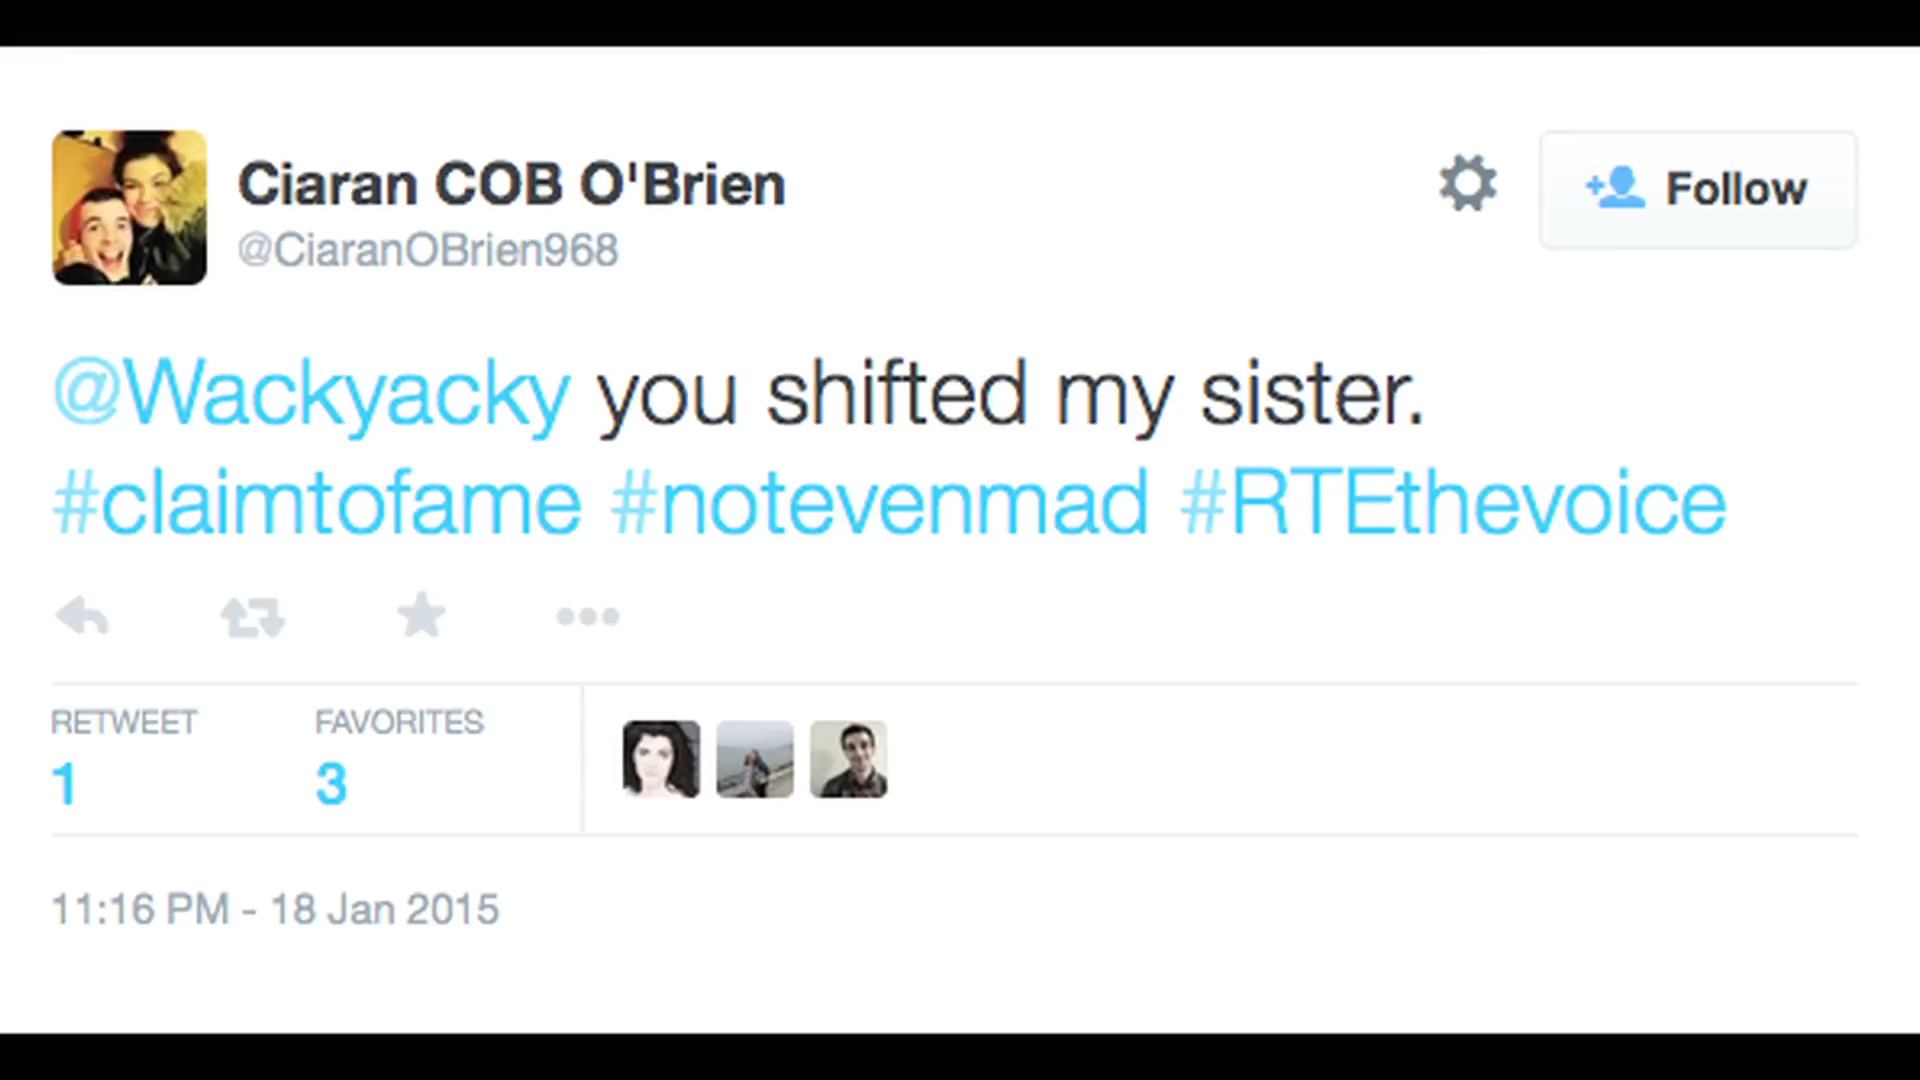 Ciaran COB O'Brien
@CiaranOBrien968
Follow
@Wackyacky you shifted my sister.
#claimtofame #notevenmad #RTEthevoice
RETWEET FAVORITES
1 3
11:16 PM - 18 Jan 2015